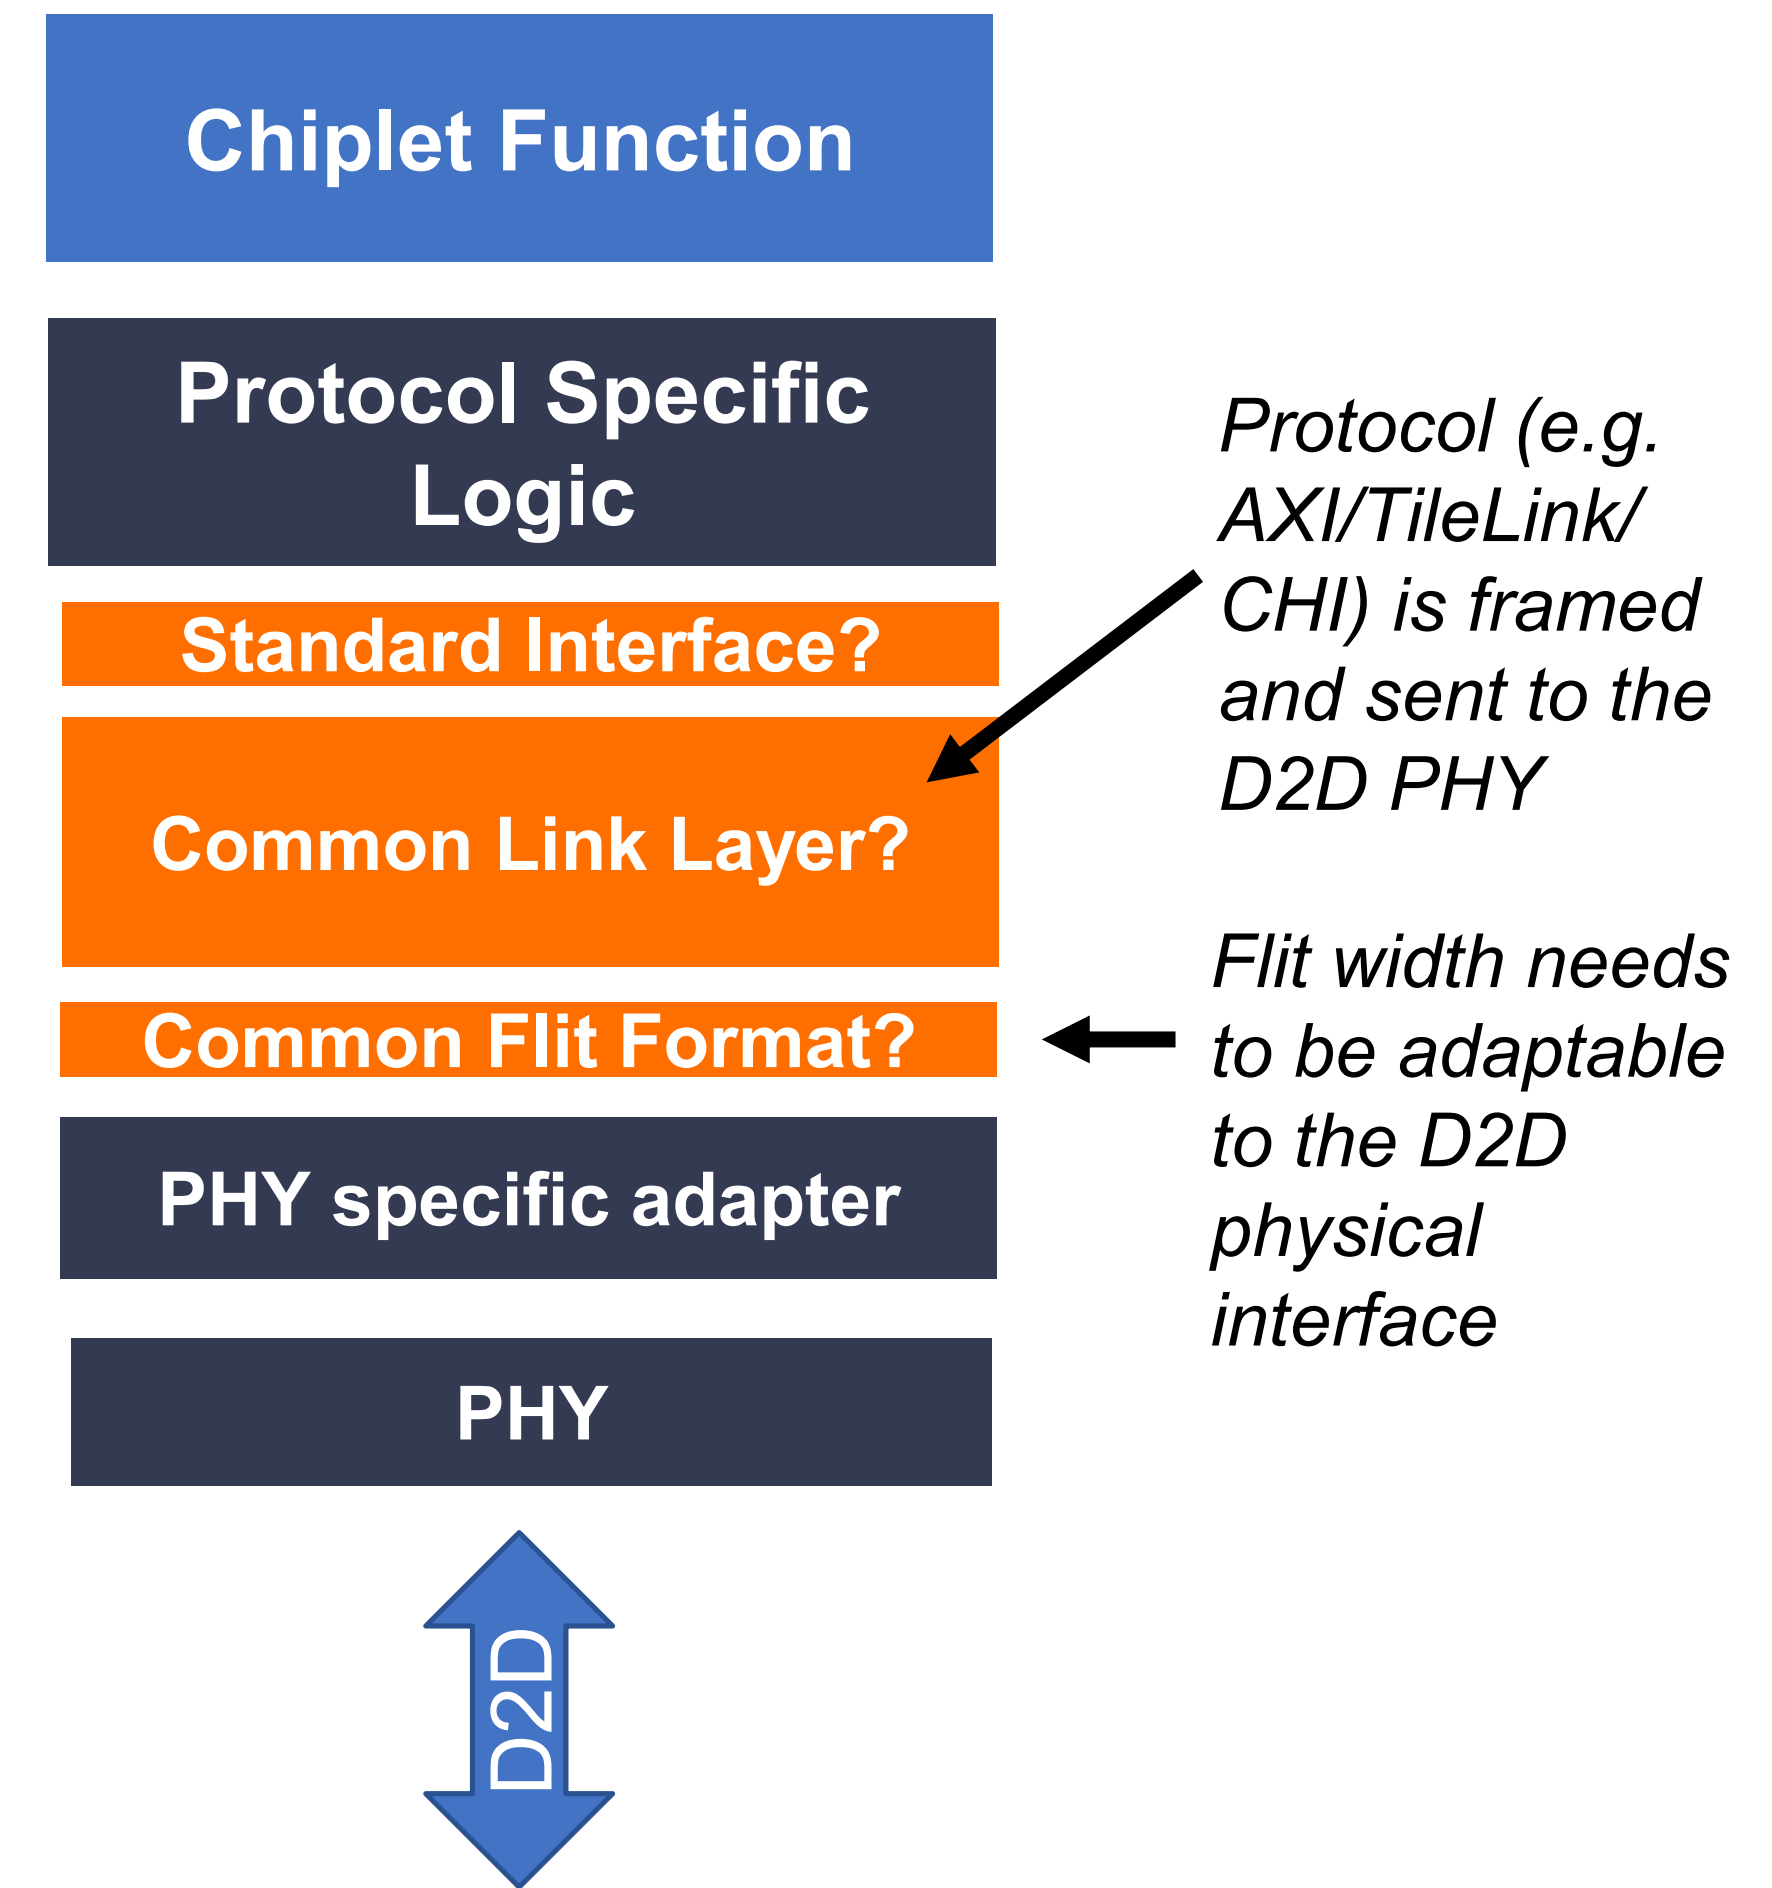 Chiplet Function
Protocol Specific
Logic
Standard Interface?
Common Link Layer?
Common Flit Format?
PHY specific adapter
PHY
D2D
Protocol (e.g.
AXI/TileLink/
CHI) is framed
and sent to the
D2D PHY
Flit width needs
to be adaptable
to the D2D
physical
interface